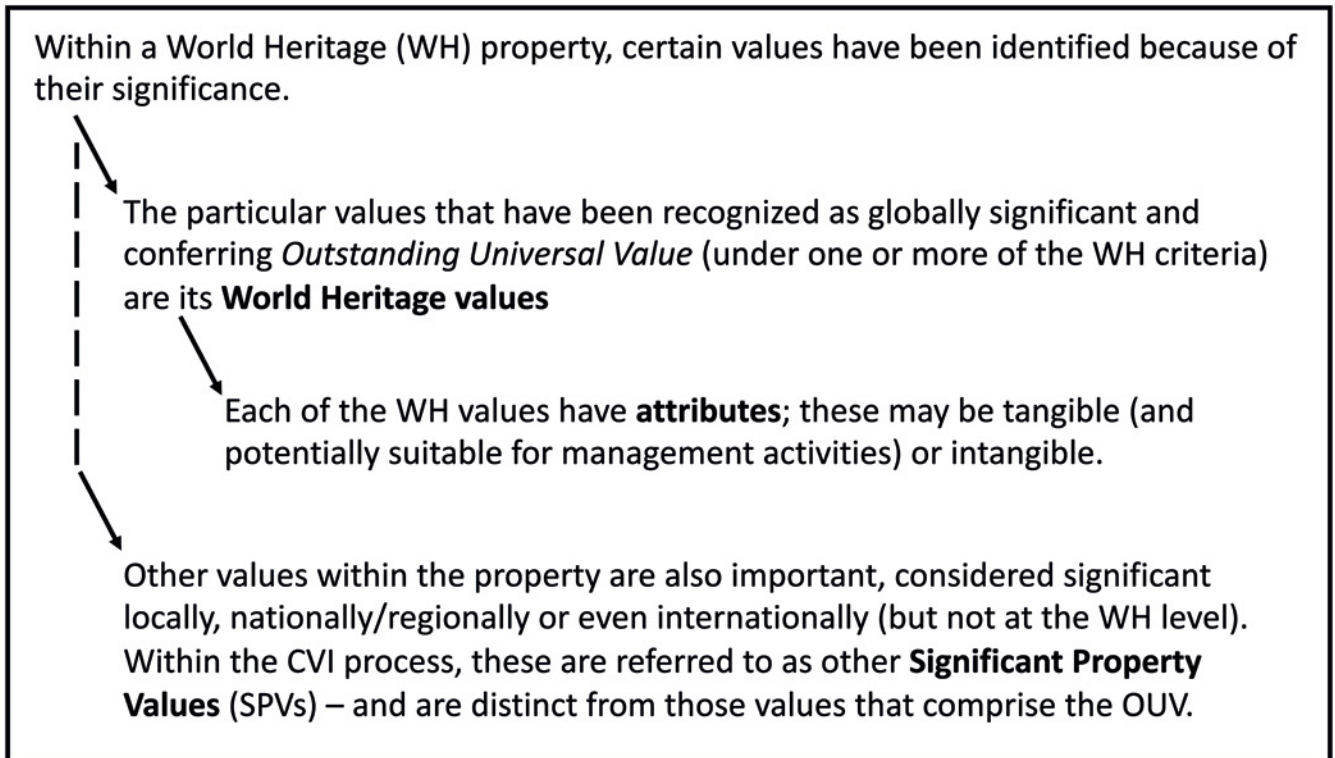 Within a World Heritage (WH) property, certain values have been identified because of
their significance.
The particular values that have been recognized as globally significant and
conferring Outstanding Universal Value (under one or more of the WH criteria)
are its World Heritage values
Each of the WH values have attributes; these may be tangible (and
potentially suitable for management activities) or intangible.
Other values within the property are also important, considered significant
locally, nationally/regionally or even internationally (but not at the WH level).
Within the CVI process, these are referred to as other Significant Property
Values (SPVs) – and are distinct from those values that comprise the OUV.